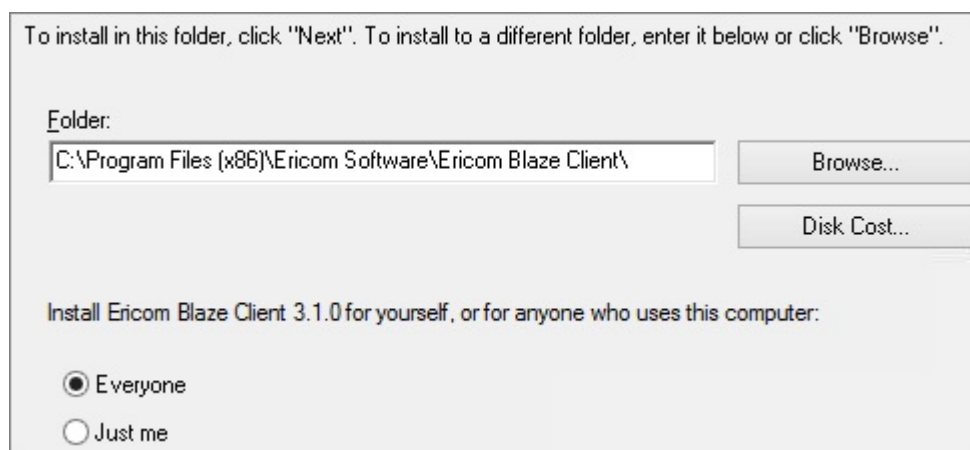 To install in this folder, click "Next". To install to a different folder, enter it below or click "Browse".
Folder:
C:\Program Files (x86)\Ericom Software\Ericom Blaze Client\
Browse...
Disk Cost...
Install Ericom Blaze Client 3.1.0 for yourself, or for anyone who uses this computer:
Everyone
Just me